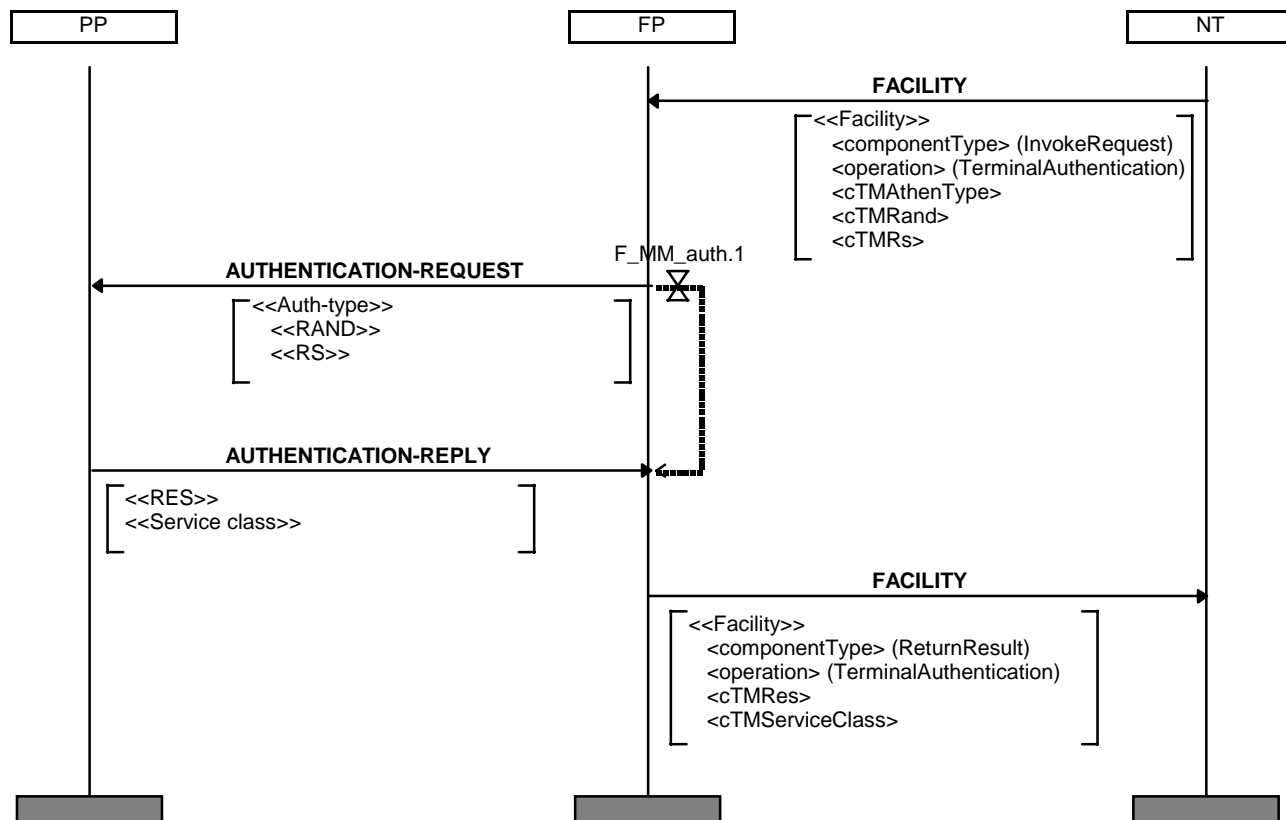 PP
FP
NT
FACILITY
<<Facility>>
<componentType> (InvokeRequest)
<operation> (TerminalAuthentication)
<cTMAthenType>
<cTMRand>
<cTMRs>
F_MM_auth.1
AUTHENTICATION-REQUEST
<<Auth-type>>
<<RAND>>
<<RS>>
AUTHENTICATION-REPLY
<<RES>>
<<Service class>>
FACILITY
<<Facility>>
<componentType> (ReturnResult)
<operation> (TerminalAuthentication)
<cTMRes>
<cTMServiceClass>